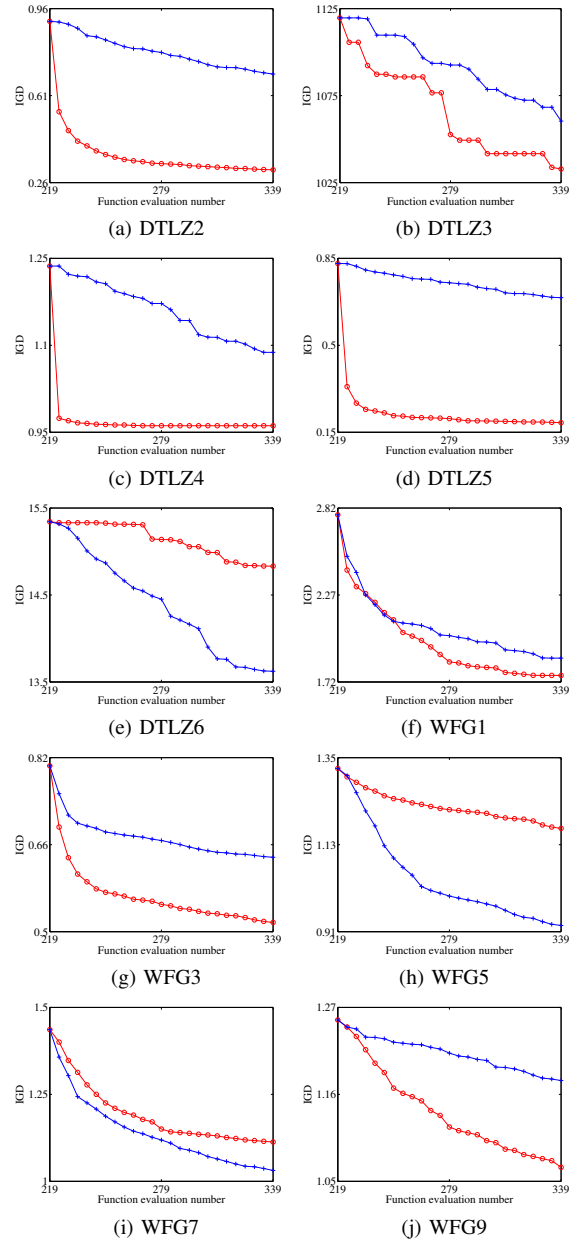 0.96
0.61
0.26
IGD
219
279
339
Function evaluation number
(a) DTLZ2
1125
1075
1025
IGD
219
279
339
Function evaluation number
(b) DTLZ3
1.25
1.1
0.95
IGD
219
279
339
Function evaluation number
(c) DTLZ4
0.85
0.5
0.15
IGD
219
279
339
Function evaluation number
(d) DTLZ5
15.5
14.5
13.5
IGD
219
279
339
Function evaluation number
(e) DTLZ6
2.82
2.27
1.72
IGD
219
279
339
Function evaluation number
(f) WFG1
0.82
0.66
0.5
IGD
219
279
339
Function evaluation number
(g) WFG3
1.35
1.13
0.91
IGD
219
279
339
Function evaluation number
(h) WFG5
1.5
1.25
1
IGD
219
279
339
Function evaluation number
(i) WFG7
1.27
1.16
1.05
IGD
219
279
339
Function evaluation number
(j) WFG9